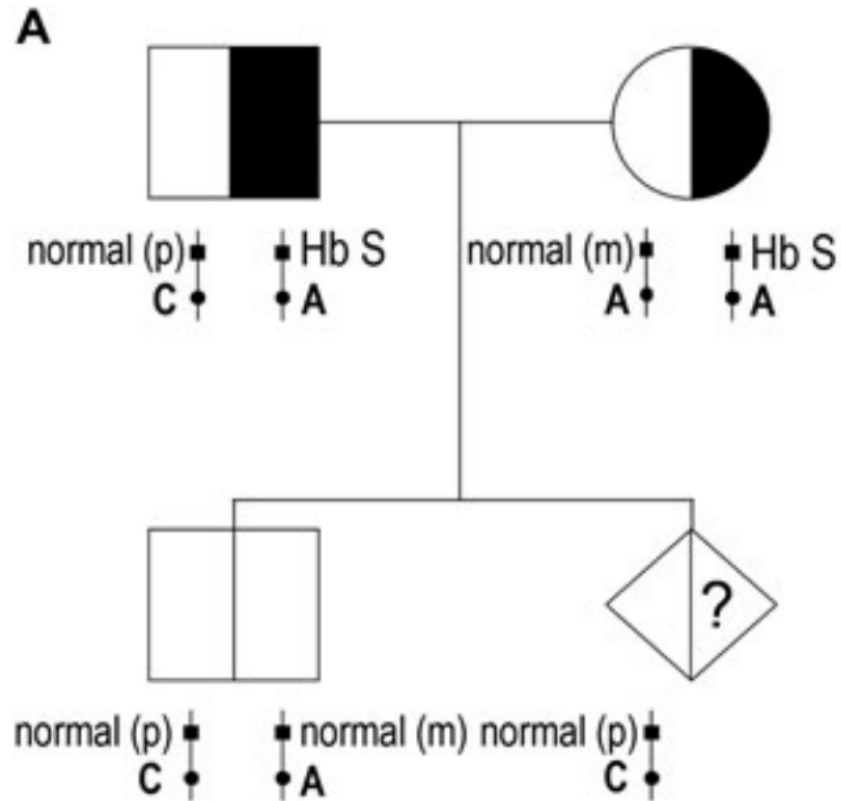 A
normal (p) Hb S normal (m) Hb S
C A A A
?
normal (p) normal (m) normal (p)
C A C